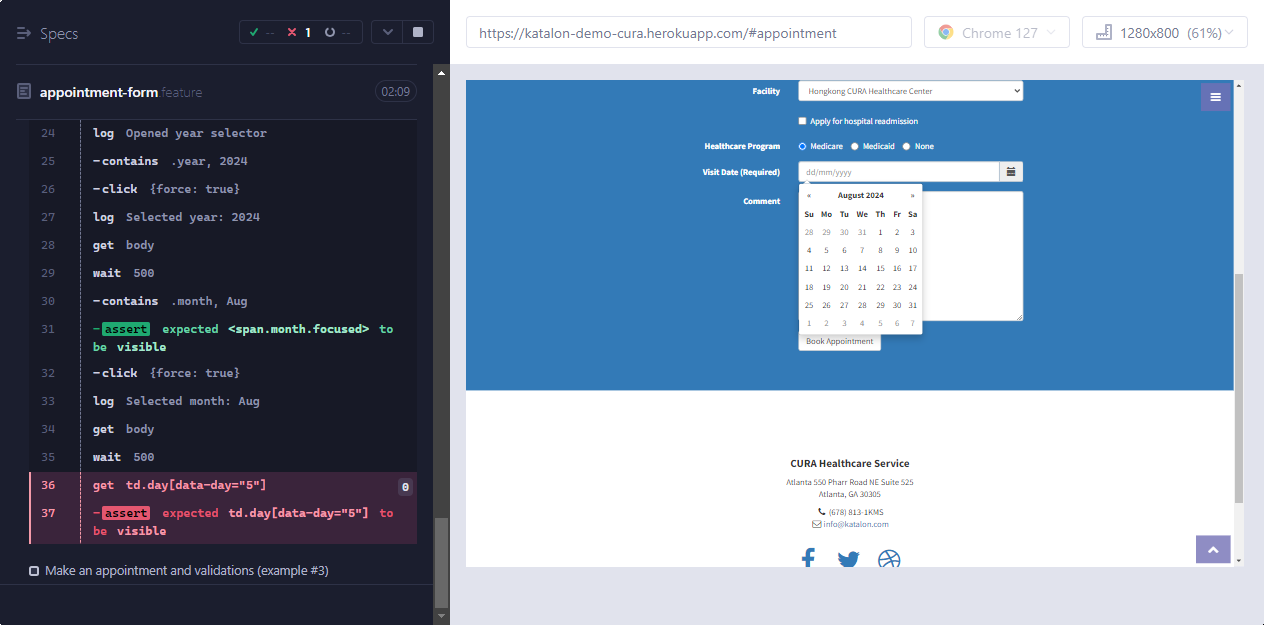 Specs
-- 1 --
appointment-form.feature
02:09
24 log Opened year selector
25 -contains .year, 2024
26 -click {force: true}
27 log Selected year: 2024
28 get body
29 wait 500
30 -contains .month, Aug
31 -assert expected <span.month.focused> to
be visible
32 -click {force: true}
33 log Selected month: Aug
34 get body
35 wait 500
36 get td.day[data-day="5"] 0
37 -assert expected td.day[data-day="5"] to
be visible
Make an appointment and validations (example #3)
https://katalon-demo-cura.herokuapp.com/#appointment
Chrome 127
1280x800 (61%)
Facility Hongkong CURA Healthcare Center
Apply for hospital readmission
Healthcare Program Medicare Medicaid None
Visit Date (Required) dd/mm/yyyy
Comment
« August 2024 »
Su Mo Tu We Th Fr Sa
28 29 30 31 1 2 3
4 5 6 7 8 9 10
11 12 13 14 15 16 17
18 19 20 21 22 23 24
25 26 27 28 29 30 31
1 2 3 4 5 6 7
Book Appointment
CURA Healthcare Service
Atlanta 550 Pharr Road NE Suite 525
Atlanta, GA 30305
(678) 813-1KMS
info@katalon.com